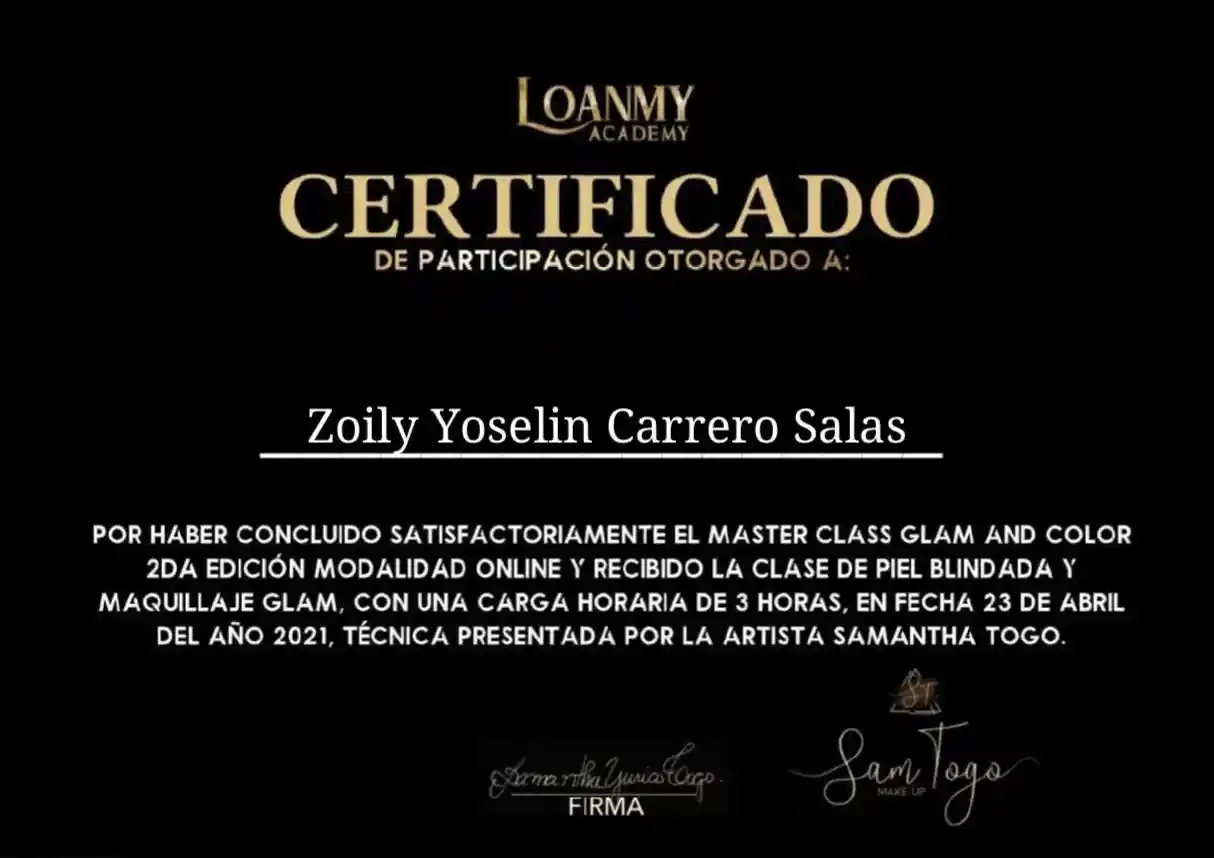 LOANMY
ACADEMY
CERTIFICADO
DE PARTICIPACIÓN OTORGADO A:
Zoily Yoselin Carrero Salas
POR HABER CONCLUIDO SATISFACTORIAMENTE EL MASTER CLASS GLAM AND COLOR
2DA EDICIÓN MODALIDAD ONLINE Y RECIBIDO LA CLASE DE PIEL BLINDADA Y
MAQUILLAJE GLAM, CON UNA CARGA HORARIA DE 3 HORAS, EN FECHA 23 DE ABRIL
DEL AÑO 2021, TÉCNICA PRESENTADA POR LA ARTISTA SAMANTHA TOGO.
ST
Sam Togo
MAKE UP
Samantha Togo
FIRMA